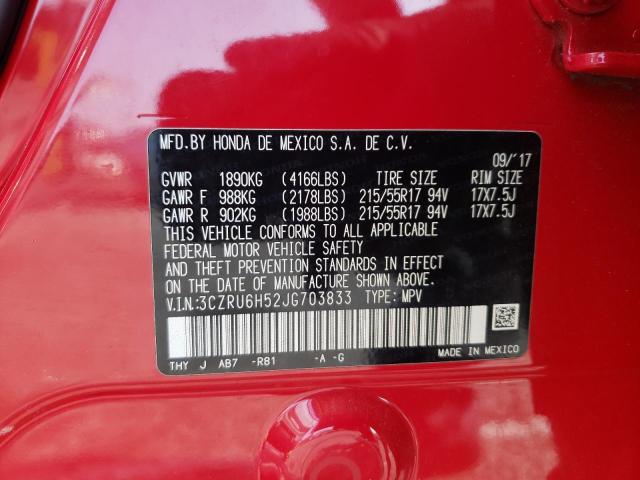 MFD.BY HONDA DE MEXICO S.A. DE C.V.
09/'17
GVWR 1890KG (4166LBS) TIRE SIZE RIM SIZE
GAWR F 988KG (2178LBS) 215/55R17 94V 17X7.5J
GAWR R 902KG (1988LBS) 215/55R17 94V 17X7.5J
THIS VEHICLE CONFORMS TO ALL APPLICABLE
FEDERAL MOTOR VEHICLE SAFETY
AND THEFT PREVENTION STANDARDS IN EFFECT
ON THE DATE OF MANUFACTURE SHOWN ABOVE.
V.I.N.:3CZRU6H52JG703833 TYPE: MPV
THY J AB7 -R81 -A -G MADE IN MEXICO